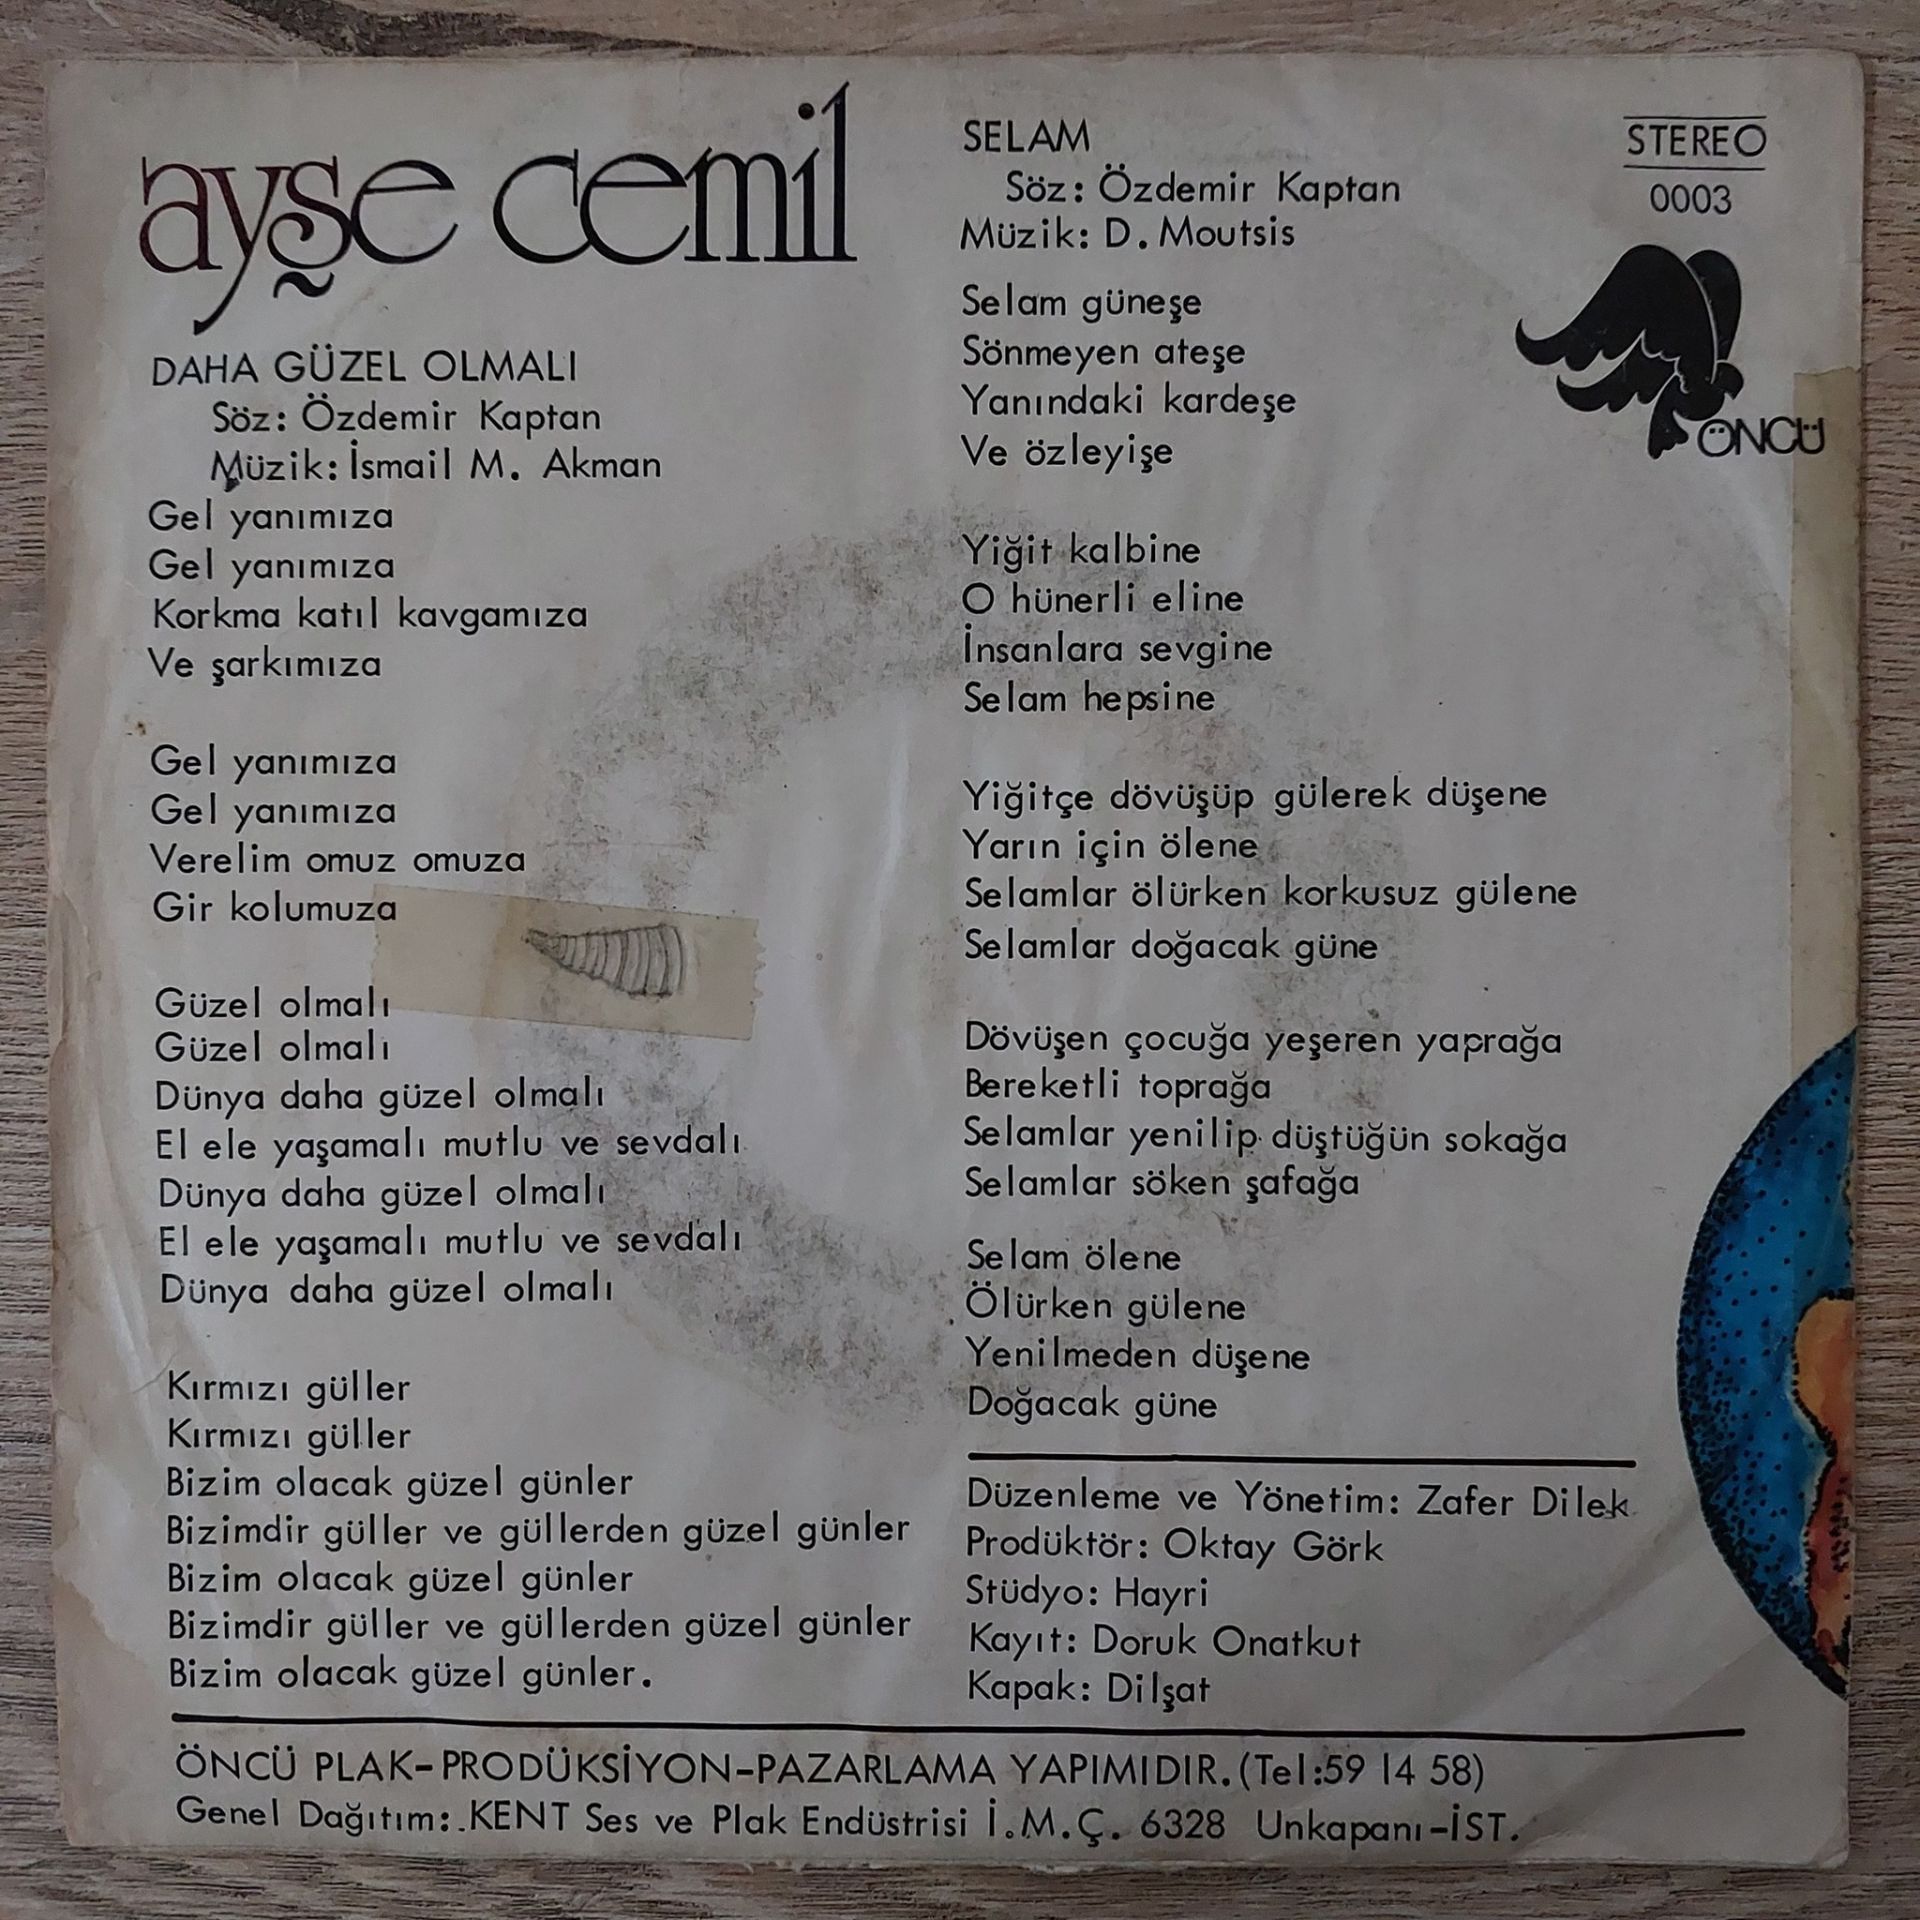 ayşe cemil
DAHA GÜZEL OLMALI
Söz: Özdemir Kaptan
Müzik: İsmail M. Akman
Gel yanımıza
Gel yanımıza
Korkma katıl kavgamıza
Ve şarkımıza
Gel yanımıza
Gel yanımıza
Verelim omuz omuza
Gir kolumuza
Güzel olmalı
Güzel olmalı
Dünya daha güzel olmalı
El ele yaşamalı mutlu ve sevdalı
Dünya daha güzel olmalı
El ele yaşamalı mutlu ve sevdalı
Dünya daha güzel olmalı
Kırmızı güller
Kırmızı güller
Bizim olacak güzel günler
Bizimdir güller ve güllerden güzel günler
Bizim olacak güzel günler
Bizimdir güller ve güllerden güzel günler
Bizim olacak güzel günler.
SELAM
Söz: Özdemir Kaptan
Müzik: D. Moutsis
Selam güneşe
Sönmeyen ateşe
Yanındaki kardeşe
Ve özleyişe
Yiğit kalbine
O hünerli eline
İnsanlara sevgine
Selam hepsine
Yiğitçe dövüşüp gülerek düşene
Yarın için ölene
Selamlar ölürken korkusuz gülene
Selamlar doğacak güne
Dövüşen çocuğa yeşeren yaprağa
Bereketli toprağa
Selamlar yenilip düştüğün sokağa
Selamlar söken şafağa
Selam ölene
Ölürken gülene
Yenilmeden düşene
Doğacak güne
STEREO
0003
ÖNCÜ
Düzenleme ve Yönetim: Zafer Dilek
Prodüktör: Oktay Görk
Stüdyo: Hayri
Kayıt: Doruk Onatkut
Kapak: Dilşat
ÖNCÜ PLAK-PRODÜKSİYON-PAZARLAMA YAPIMIDIR.(Tel:59 14 58)
Genel Dağıtım: KENT Ses ve Plak Endüstrisi İ.M.Ç. 6328 Unkapanı-İST.